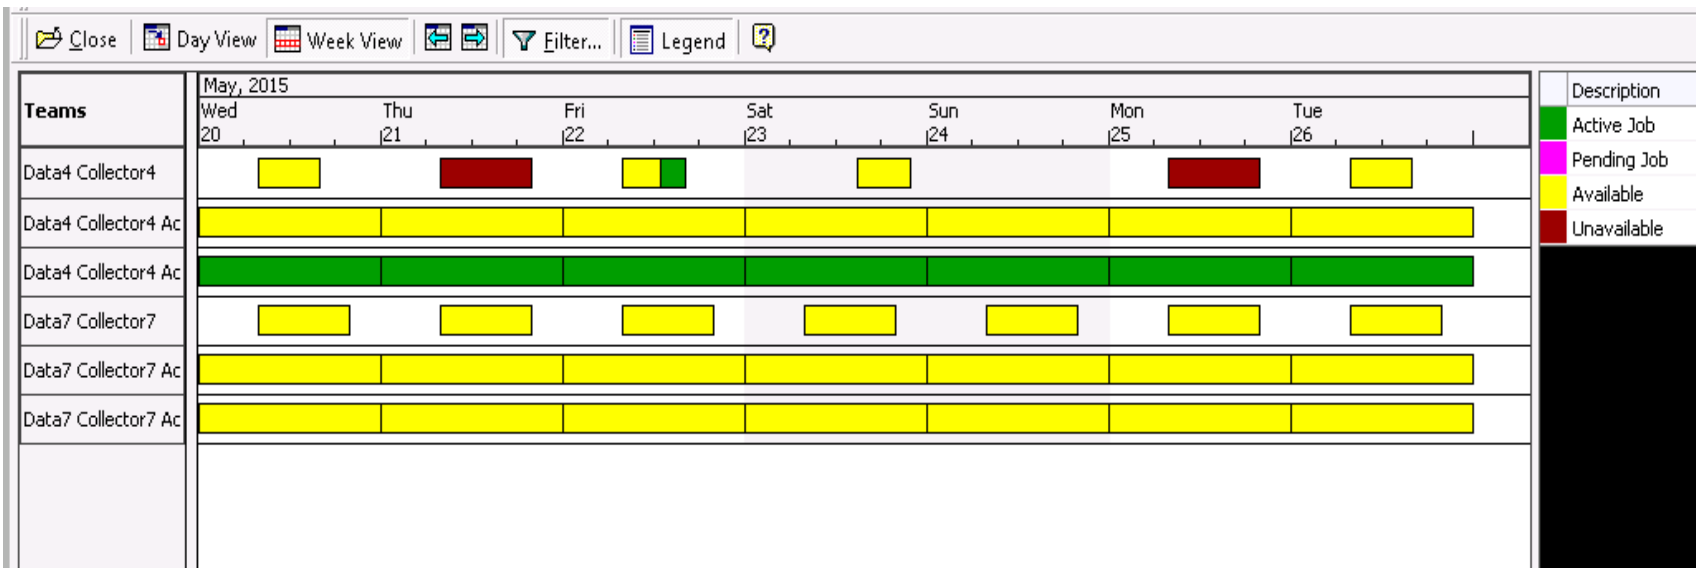 Close Day View Week View Filter... Legend
Teams
May, 2015
Wed Thu Fri Sat Sun Mon Tue
20 21 22 23 24 25 26
Data4 Collector4
Data4 Collector4 Ac
Data4 Collector4 Ac
Data7 Collector7
Data7 Collector7 Ac
Data7 Collector7 Ac
Description
Active Job
Pending Job
Available
Unavailable